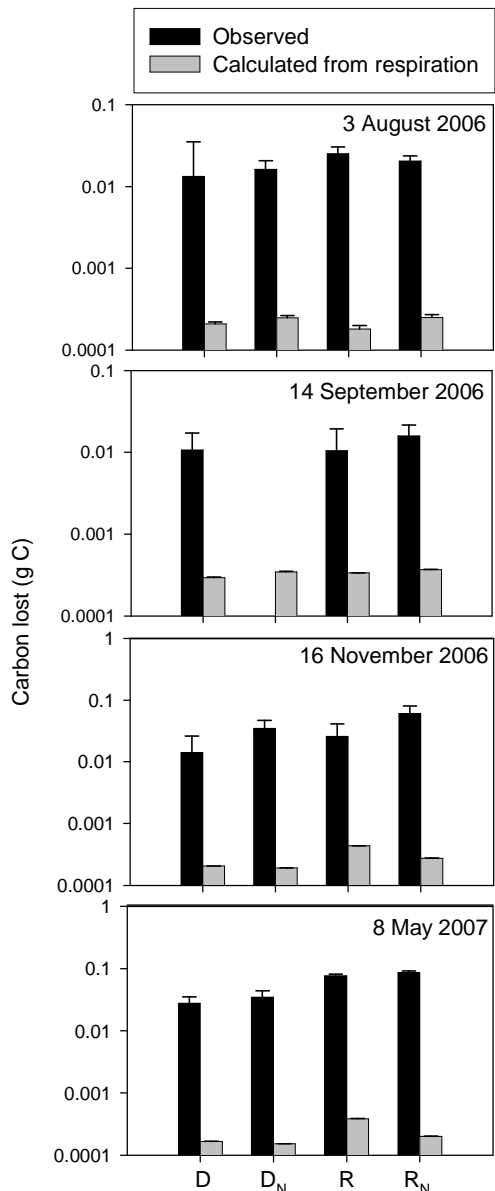 Observed
Calculated from respiration
3 August 2006
0.1
0.01
0.001
0.0001
14 September 2006
0.1
0.01
0.001
0.0001
Carbon lost (g C)
16 November 2006
1
0.1
0.01
0.001
0.0001
8 May 2007
1
0.1
0.01
0.001
0.0001
D D_N R R_N